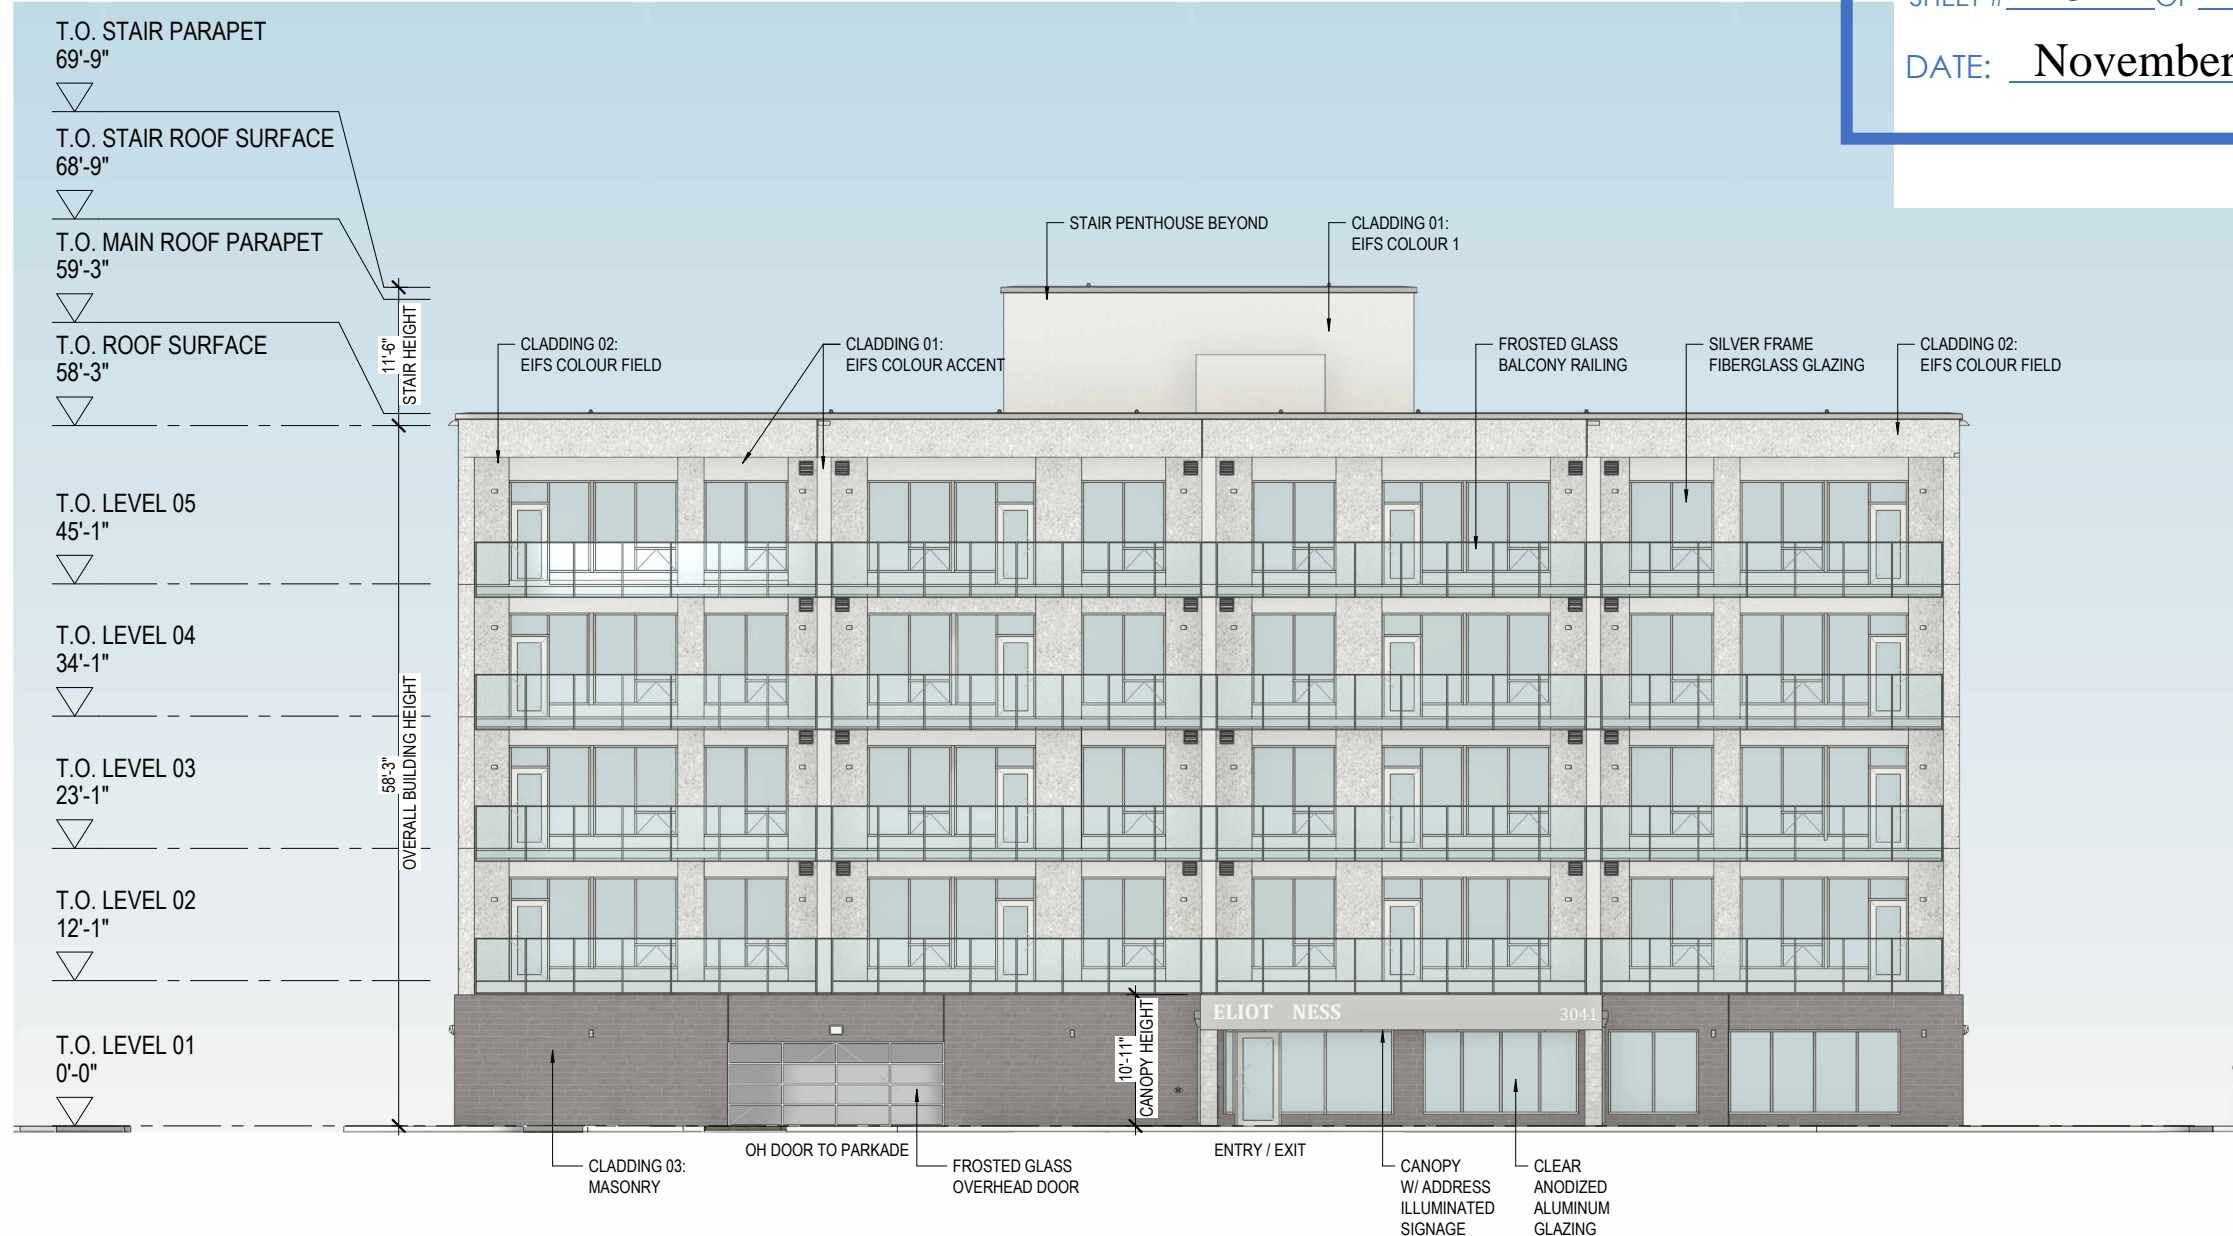 T.O. STAIR PARAPET
69'-9"
T.O. STAIR ROOF SURFACE
68'-9"
T.O. MAIN ROOF PARAPET
59'-3"
T.O. ROOF SURFACE
58'-3"
T.O. LEVEL 05
45'-1"
T.O. LEVEL 04
34'-1"
T.O. LEVEL 03
23'-1"
T.O. LEVEL 02
12'-1"
T.O. LEVEL 01
0'-0"
11'-6"
STAIR HEIGHT
58'-3"
OVERALL BUILDING HEIGHT
DATE: November
STAIR PENTHOUSE BEYOND
CLADDING 01:
EIFS COLOUR 1
CLADDING 02:
EIFS COLOUR FIELD
CLADDING 01:
EIFS COLOUR ACCENT
FROSTED GLASS
BALCONY RAILING
SILVER FRAME
FIBERGLASS GLAZING
CLADDING 02:
EIFS COLOUR FIELD
10'-11"
CANOPY HEIGHT
ELIOT NESS
3041
OH DOOR TO PARKADE
ENTRY / EXIT
CLADDING 03:
MASONRY
FROSTED GLASS
OVERHEAD DOOR
CANOPY
W/ ADDRESS
ILLUMINATED
SIGNAGE
CLEAR
ANODIZED
ALUMINUM
GLAZING